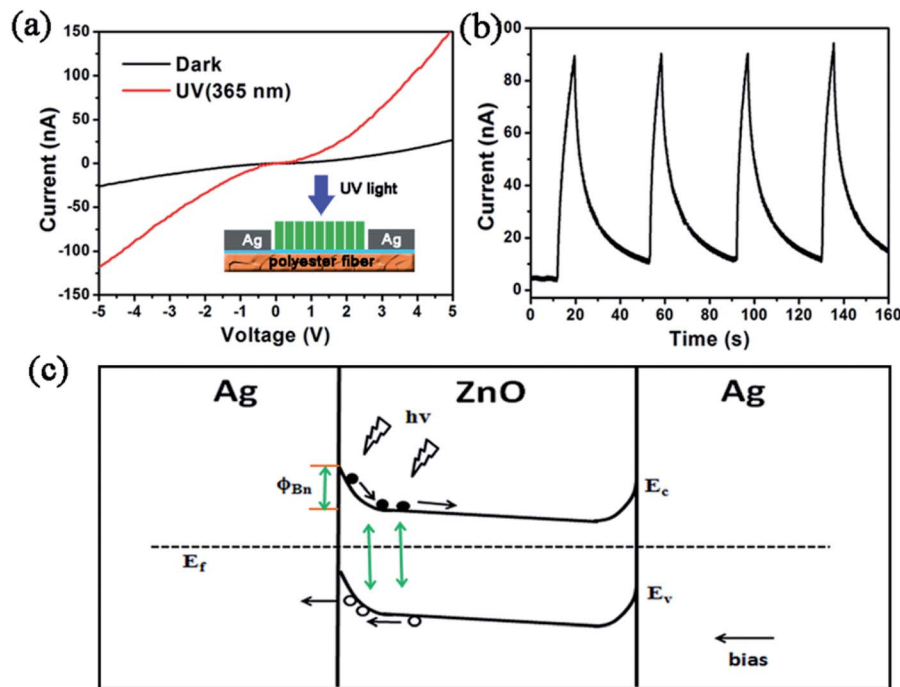 (a)
150
100
50
0
-50
-100
-150
Current (nA)
Dark
UV(365 nm)
UV light
Ag
Ag
polyester fiber
-5 -4 -3 -2 -1 0 1 2 3 4 5
Voltage (V)
(b)
100
80
60
40
20
0
Current (nA)
0 20 40 60 80 100 120 140 160
Time (s)
(c)
Ag ZnO Ag
hv
ϕBn
Ec
Ef
Ev
bias